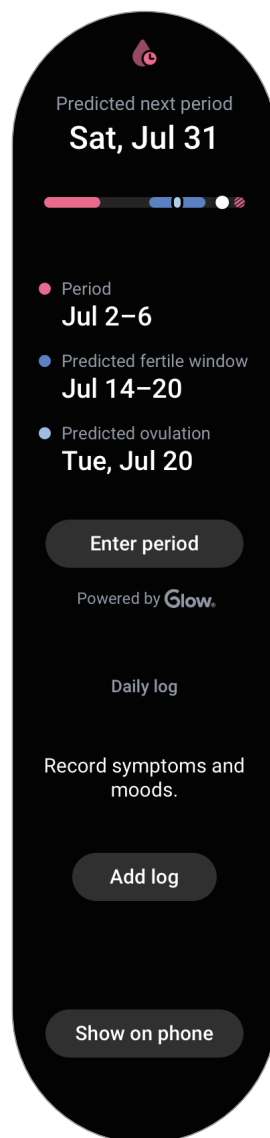 Predicted next period
Sat, Jul 31
Period
Jul 2–6
Predicted fertile window
Jul 14–20
Predicted ovulation
Tue, Jul 20
Enter period
Powered by Glow.
Daily log
Record symptoms and
moods.
Add log
Show on phone